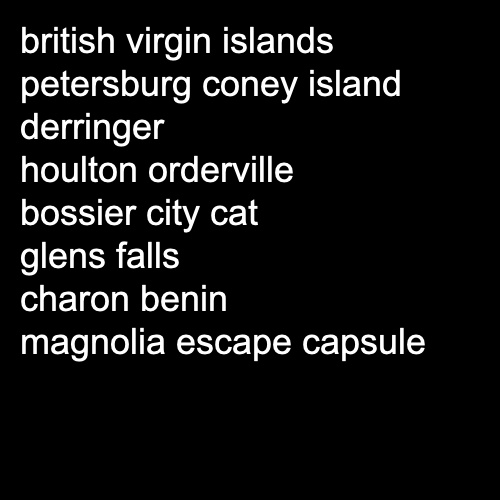 british virgin islands
petersburg coney island
derringer
houlton orderville
bossier city cat
glens falls
charon benin
magnolia escape capsule